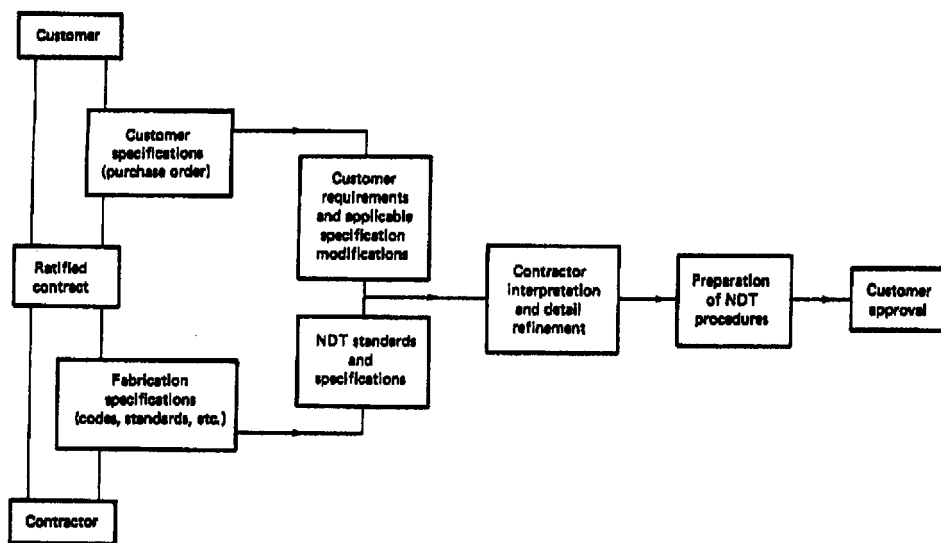 Customer
Customer
specifications
(purchase order)
Customer
requirements
and applicable
specification
modifications
Ratified
contract
Contractor
interpretation
and detail
refinement
Preparation
of NDT
procedures
Customer
approval
NDT standards
and
specifications
Fabrication
specifications
(codes, standards, etc.)
Contractor